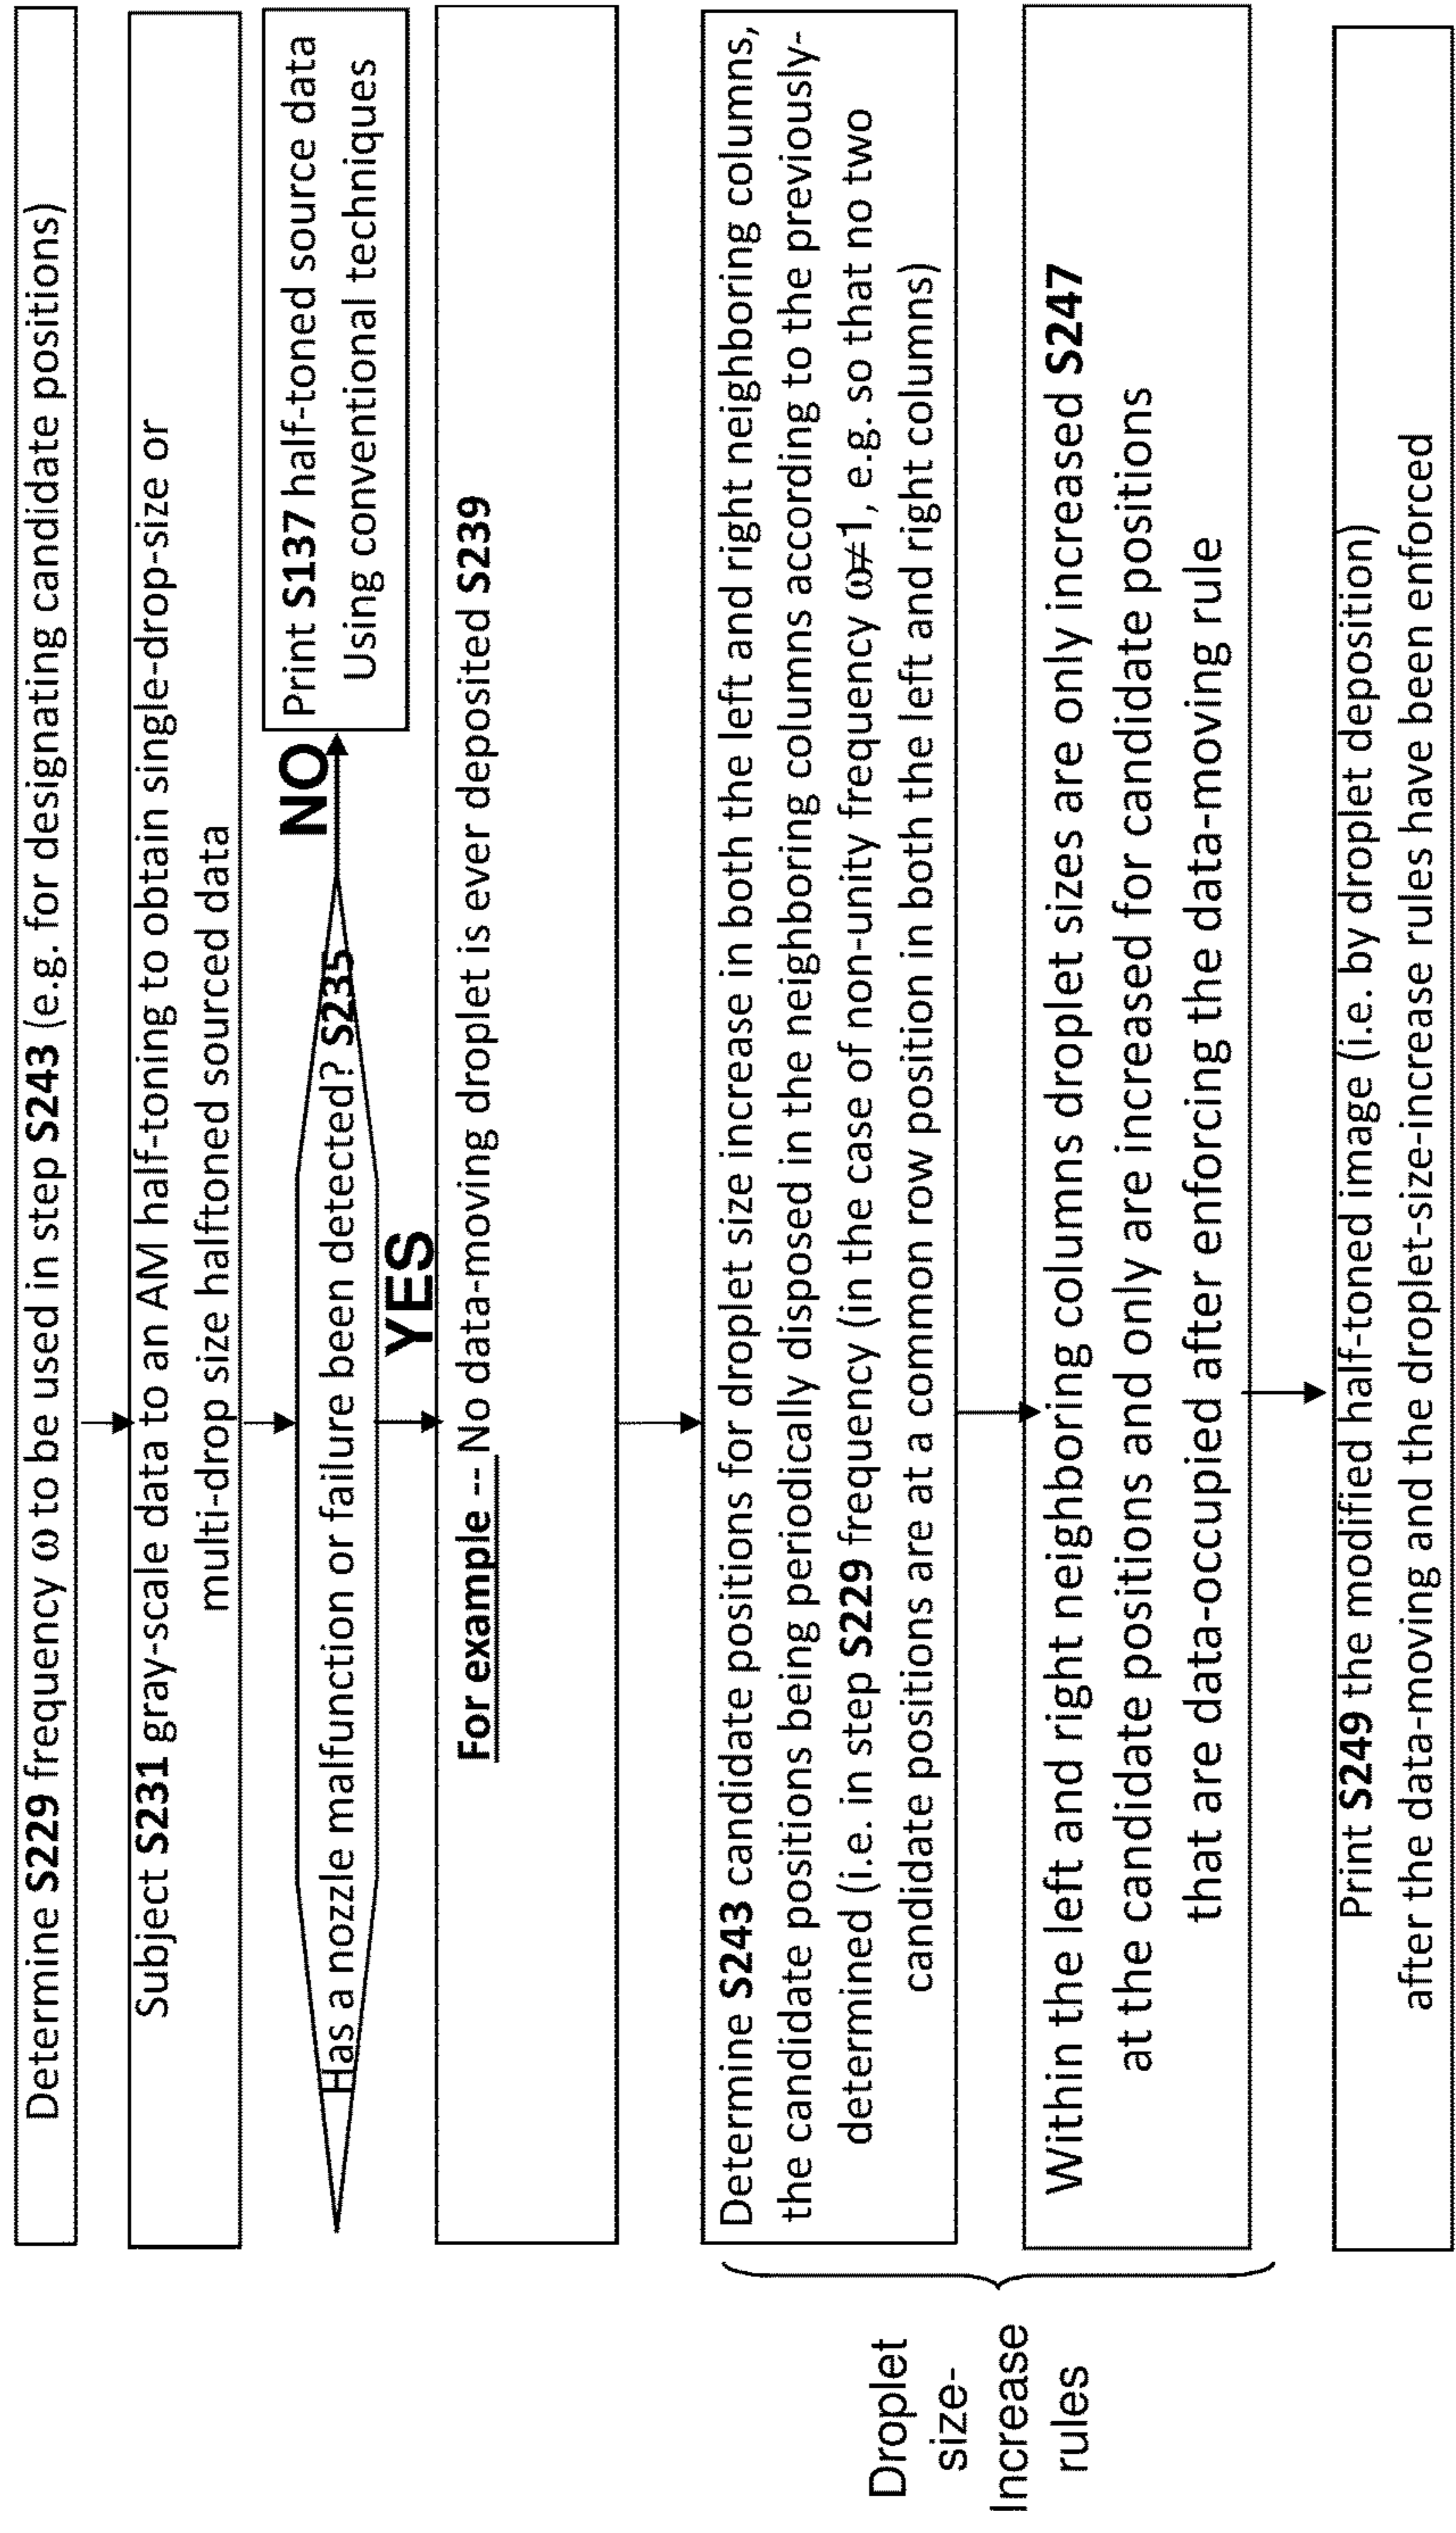 Determine S229 frequency ω to be used in step S243 (e.g. for designating candidate positions)
Subject S231 gray-scale data to an AM half-toning to obtain single-drop-size or
multi-drop size halftoned sourced data
Has a nozzle malfunction or failure been detected? S235
NO
Print S137 half-toned source data
Using conventional techniques
YES
For example -- No data-moving droplet is ever deposited S239
Droplet
size-
Increase
rules
Determine S243 candidate positions for droplet size increase in both the left and right neighboring columns,
the candidate positions being periodically disposed in the neighboring columns according to the previously-
determined (i.e. in step S229 frequency (in the case of non-unity frequency ω≠1, e.g. so that no two
candidate positions are at a common row position in both the left and right columns)
Within the left and right neighboring columns droplet sizes are only increased S247
at the candidate positions and only are increased for candidate positions
that are data-occupied after enforcing the data-moving rule
Print S249 the modified half-toned image (i.e. by droplet deposition)
after the data-moving and the droplet-size-increase rules have been enforced